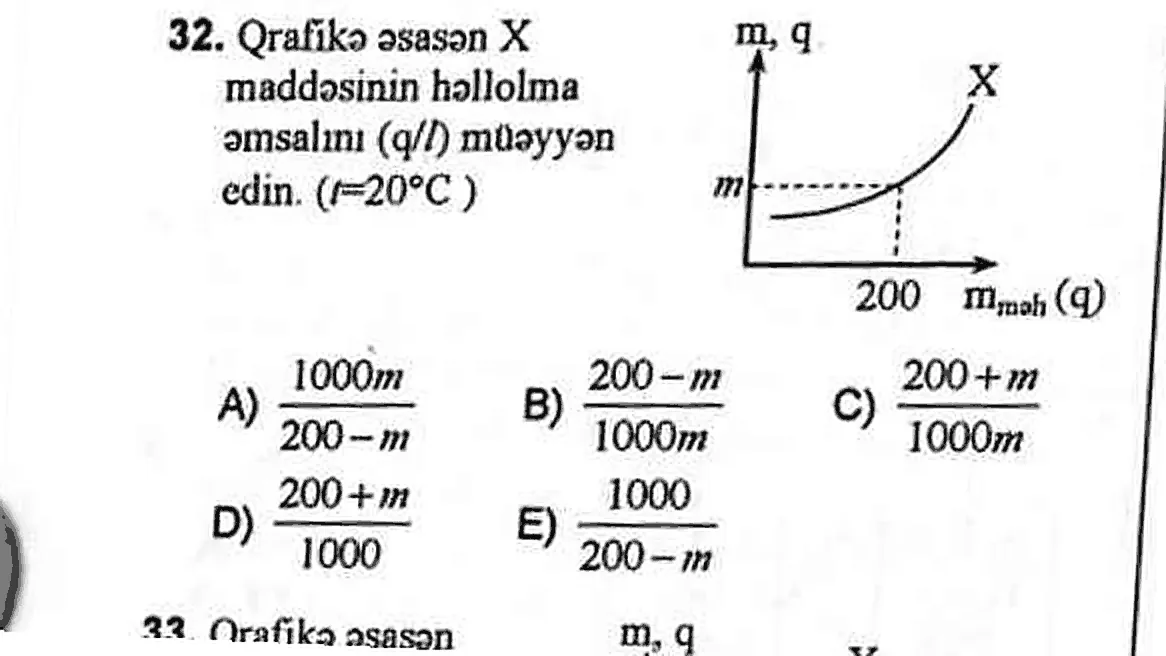 32. Qrafikə əsasən X
maddəsinin həllolma
əmsalını (q/l) müəyyən
edin. (t=20°C )
m, q
X
m
200 m məh (q)
A) 1000m / 200 – m
B) 200 – m / 1000m
C) 200 + m / 1000m
D) 200 + m / 1000
E) 1000 / 200 – m
33. Qrafikə əsasən
m, q